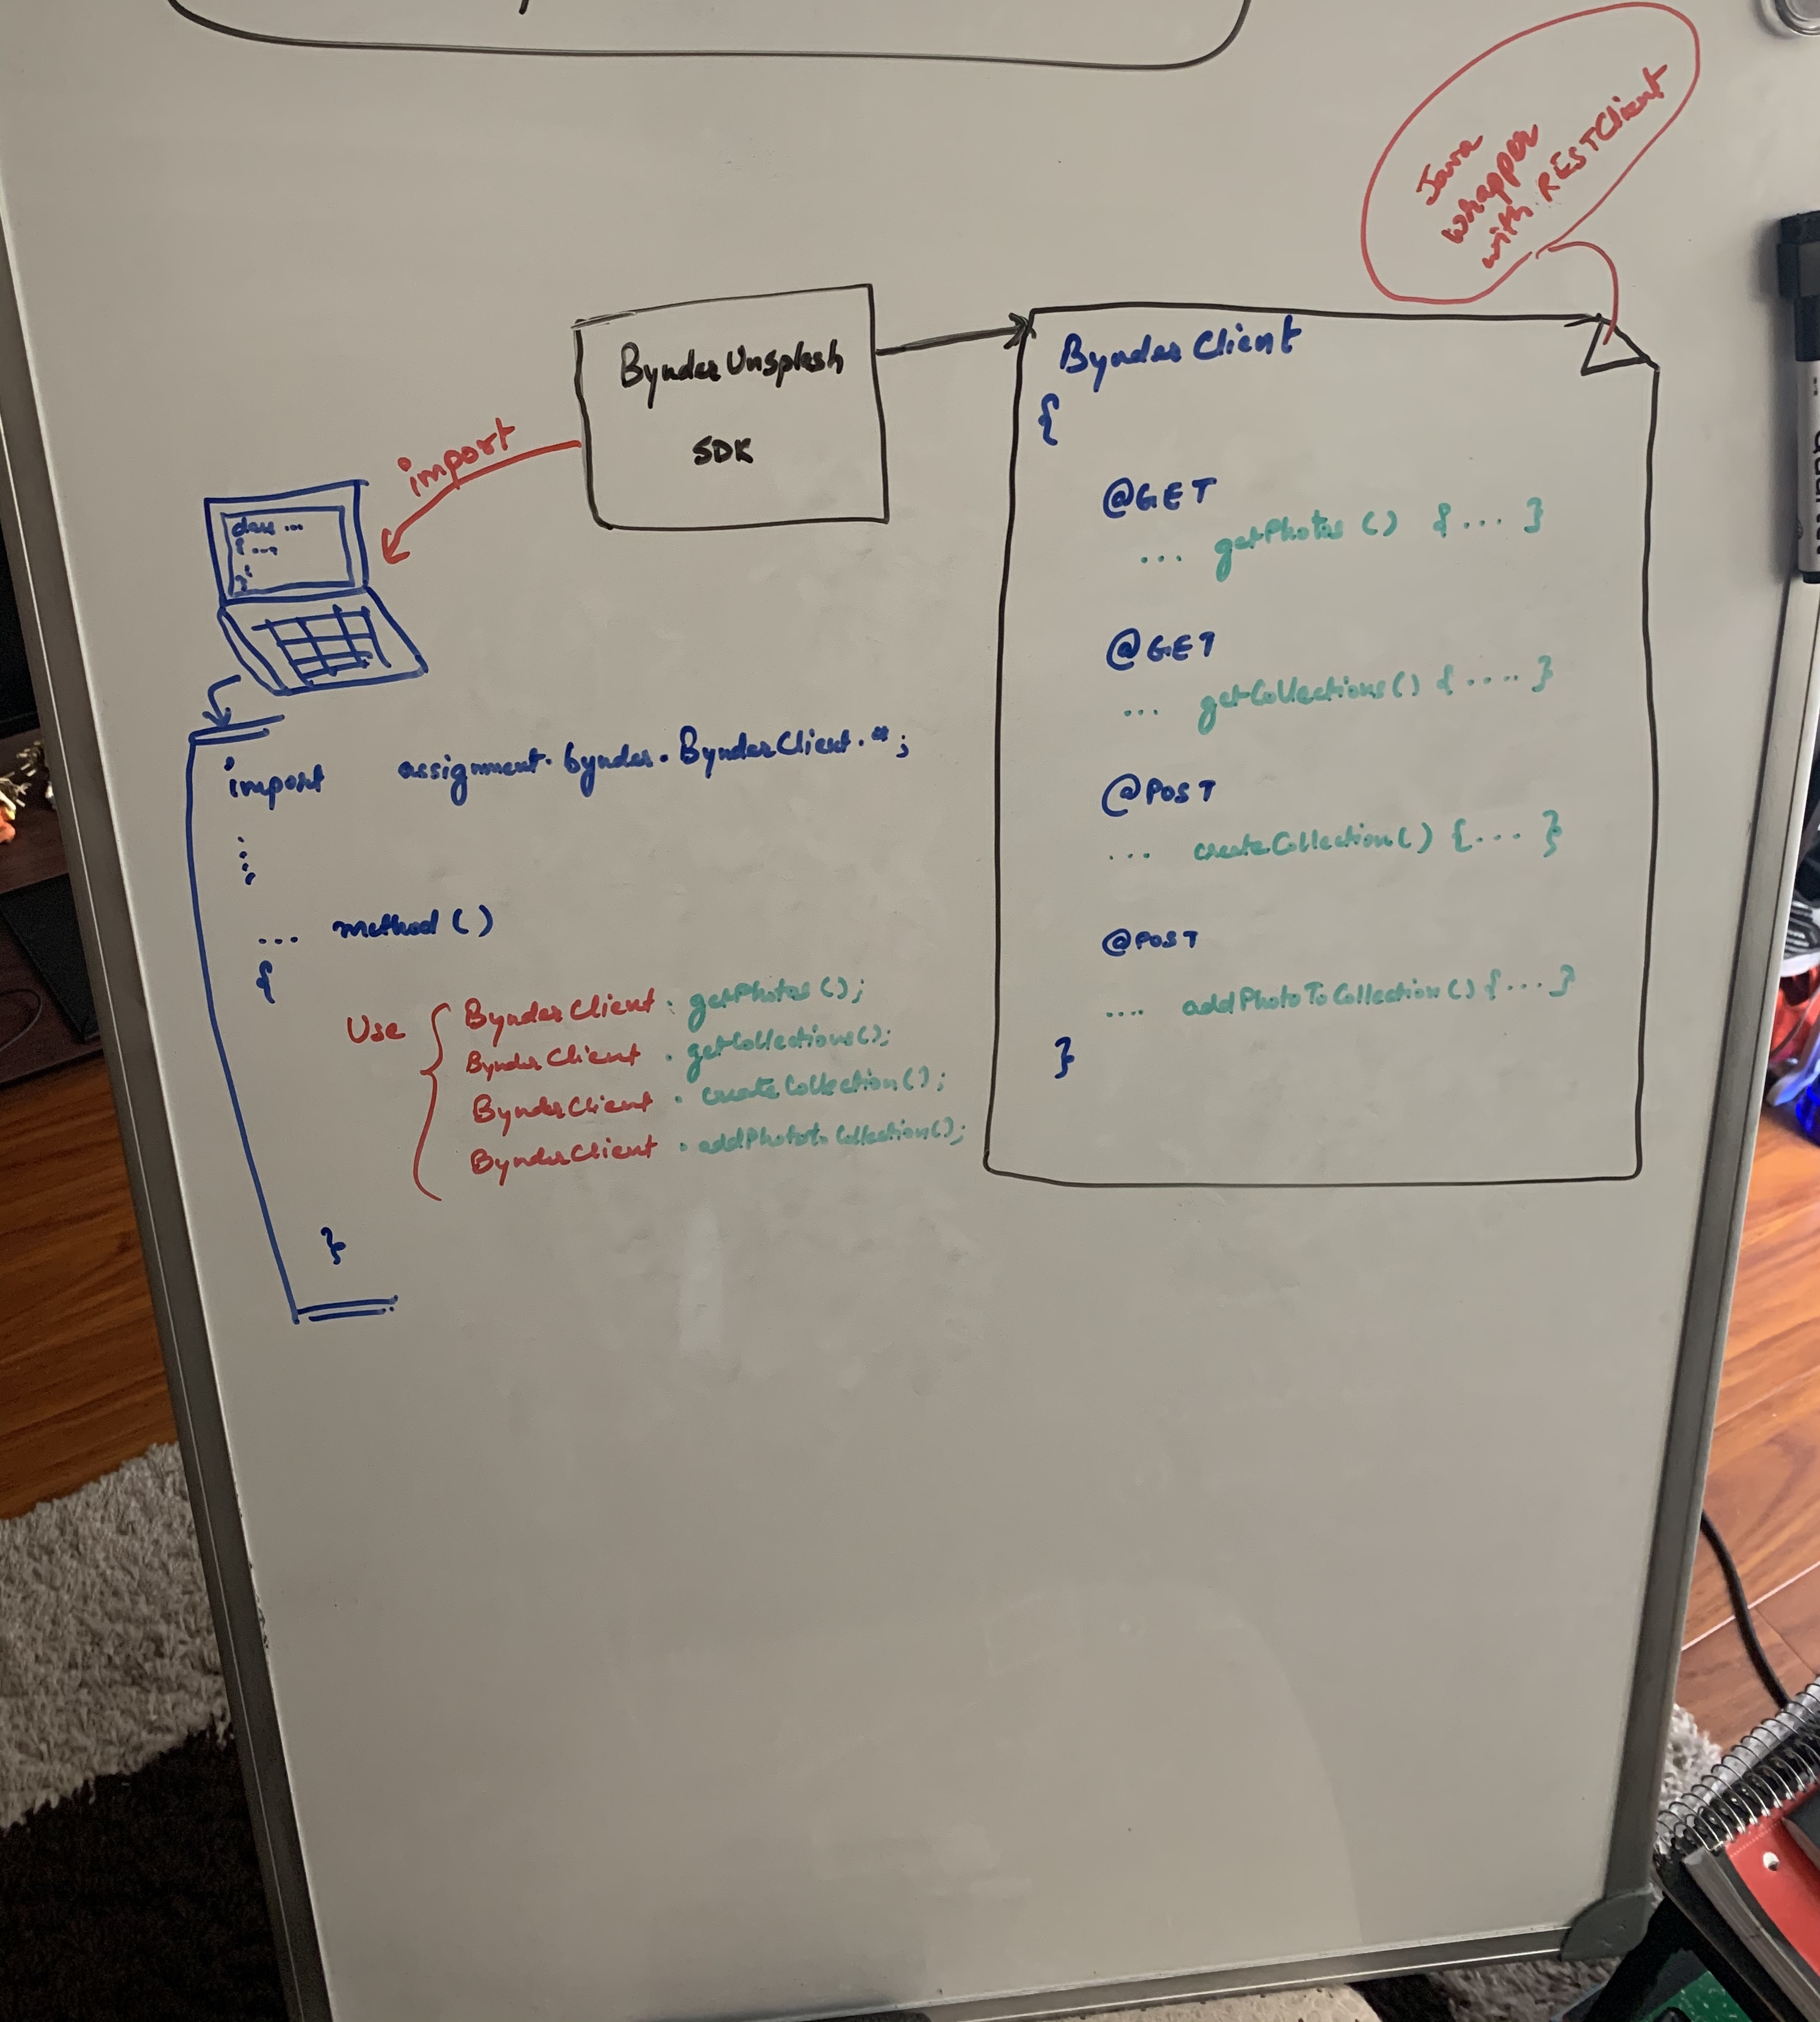 Java
wrapper
with RESTClient
Bynder Unsplash
SDK
import
class ...
{ ...
}
Bynder Client
{
@GET
... getPhotos () { ... }
@GET
... getCollections() { .... }
@POST
... createCollection() { ... }
@POST
.... addPhotoToCollection() { ... }
}
import assignment.bynder.BynderClient.*;
... method ()
{
Use
BynderClient . getPhotos ();
BynderClient . getCollections();
BynderClient . createCollection();
BynderClient . addPhototoCollection();
}